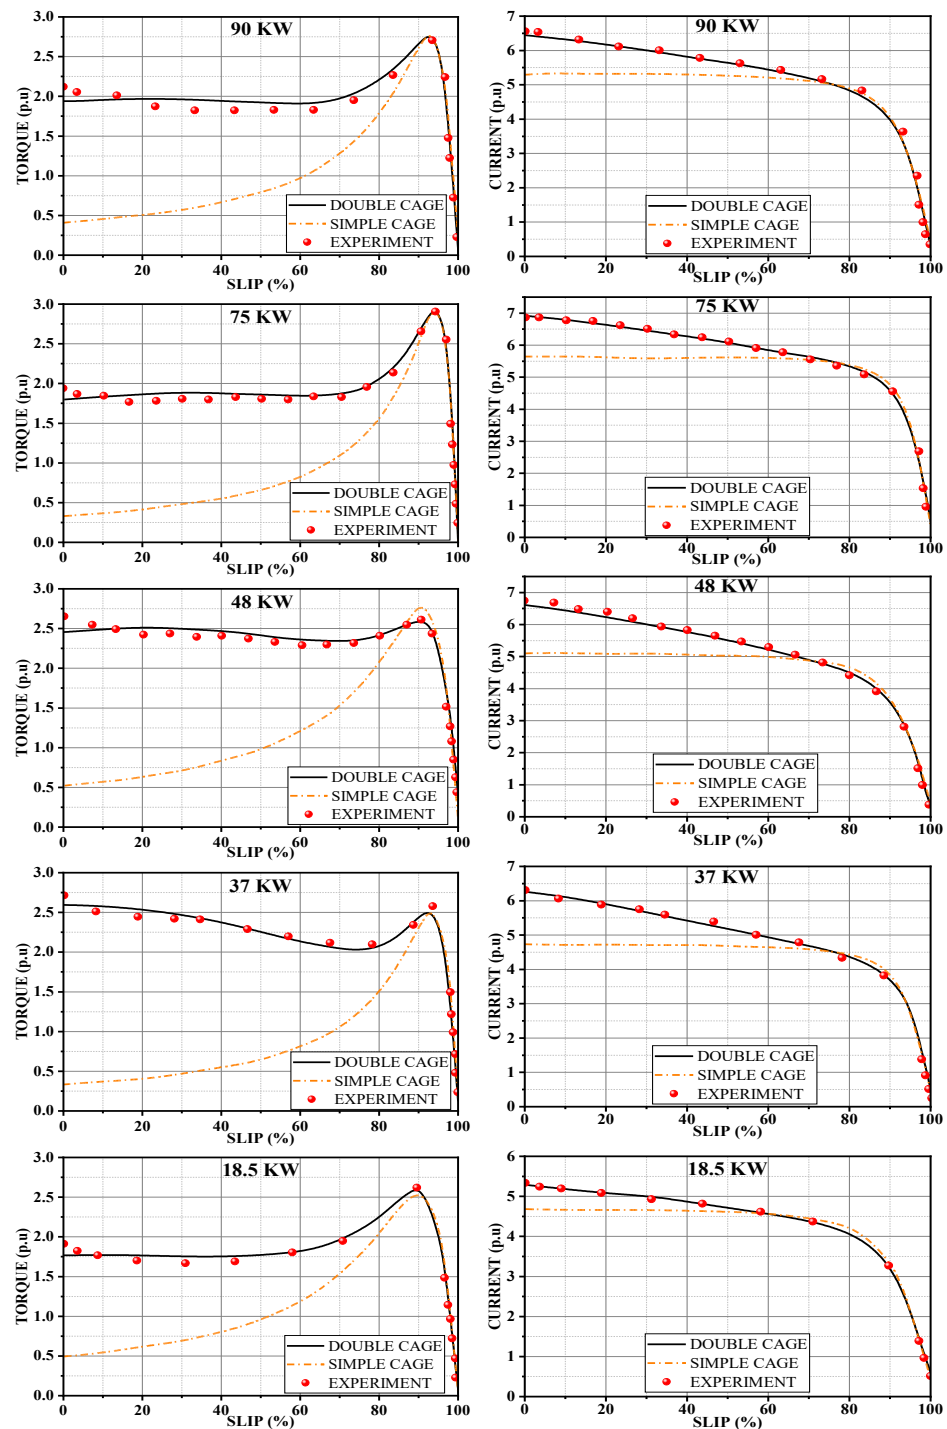 90 KW
TORQUE (p.u)
3.0
2.5
2.0
1.5
1.0
0.5
0.0
DOUBLE CAGE
SIMPLE CAGE
EXPERIMENT
0 20 40 60 80 100
SLIP (%)
90 KW
CURRENT (p.u)
7
6
5
4
3
2
1
0
DOUBLE CAGE
SIMPLE CAGE
EXPERIMENT
0 20 40 60 80 100
SLIP (%)
75 KW
TORQUE (p.u)
3.0
2.5
2.0
1.5
1.0
0.5
0.0
DOUBLE CAGE
SIMPLE CAGE
EXPERIMENT
0 20 40 60 80 100
SLIP (%)
75 KW
CURRENT (p.u)
7
6
5
4
3
2
1
0
DOUBLE CAGE
SIMPLE CAGE
EXPERIMENT
0 20 40 60 80 100
SLIP (%)
48 KW
TORQUE (p.u)
3.0
2.5
2.0
1.5
1.0
0.5
0.0
DOUBLE CAGE
SIMPLE CAGE
EXPERIMENT
0 20 40 60 80 100
SLIP (%)
48 KW
CURRENT (p.u)
7
6
5
4
3
2
1
0
DOUBLE CAGE
SIMPLE CAGE
EXPERIMENT
0 20 40 60 80 100
SLIP (%)
37 KW
TORQUE (p.u)
3.0
2.5
2.0
1.5
1.0
0.5
0.0
DOUBLE CAGE
SIMPLE CAGE
EXPERIMENT
0 20 40 60 80 100
SLIP (%)
37 KW
CURRENT (p.u)
7
6
5
4
3
2
1
0
DOUBLE CAGE
SIMPLE CAGE
EXPERIMENT
0 20 40 60 80 100
SLIP (%)
18.5 KW
TORQUE (p.u)
3.0
2.5
2.0
1.5
1.0
0.5
0.0
DOUBLE CAGE
SIMPLE CAGE
EXPERIMENT
0 20 40 60 80 100
SLIP (%)
18.5 KW
CURRENT (p.u)
6
5
4
3
2
1
0
DOUBLE CAGE
SIMPLE CAGE
EXPERIMENT
0 20 40 60 80 100
SLIP (%)